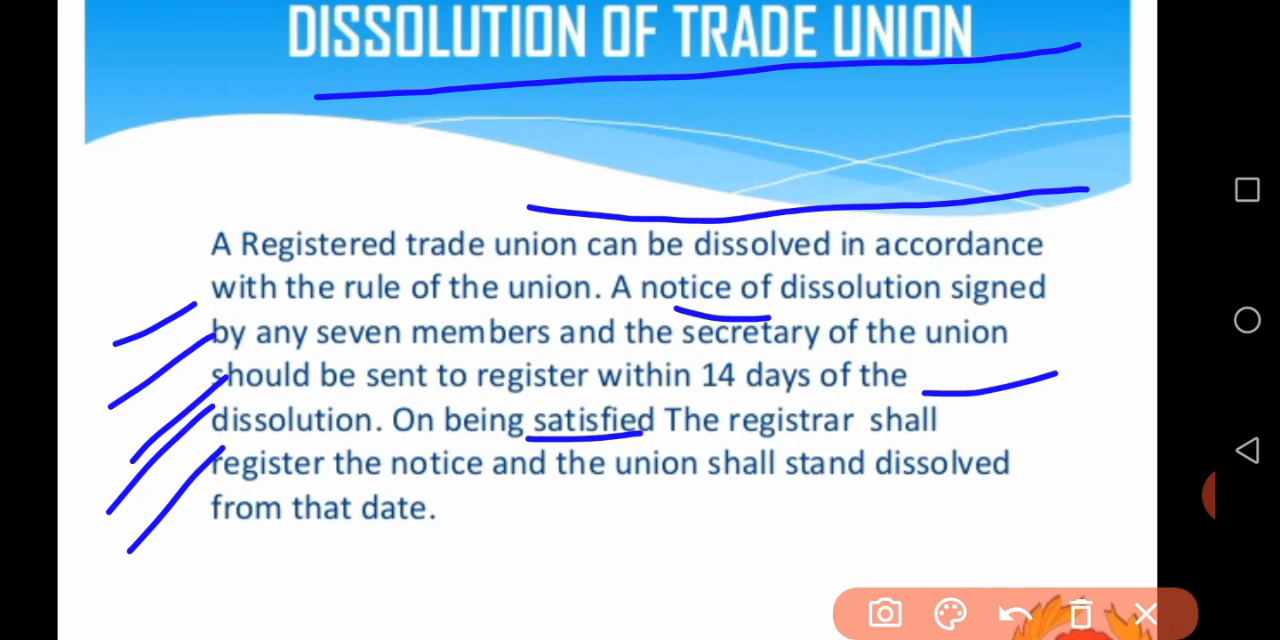 DISSOLUTION OF TRADE UNION
A Registered trade union can be dissolved in accordance
with the rule of the union. A notice of dissolution signed
by any seven members and the secretary of the union
should be sent to register within 14 days of the
dissolution. On being satisfied The registrar shall
register the notice and the union shall stand dissolved
from that date.